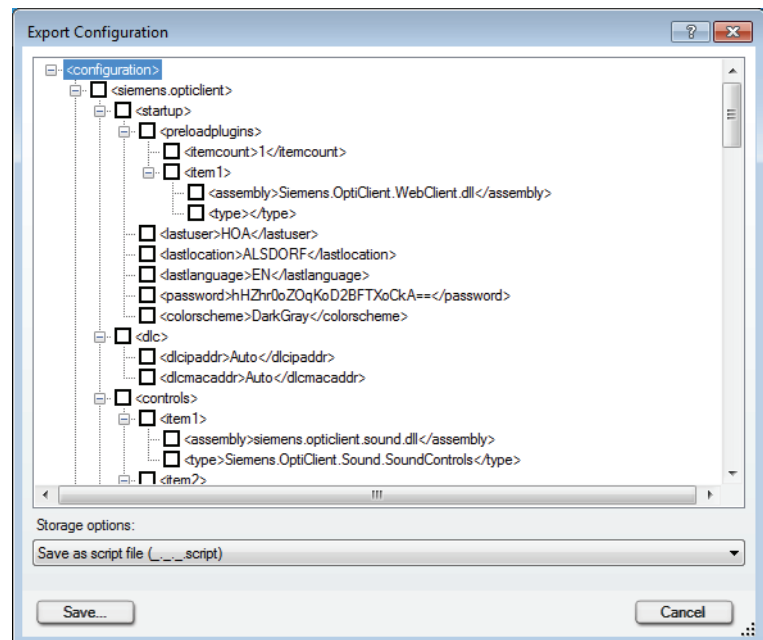 Export Configuration
<configuration>
<siemens.opticlient>
<startup>
<preloadplugins>
<itemcount>1</itemcount>
<item1>
<assembly>Siemens.OptiClient.WebClient.dll</assembly>
<type></type>
<lastuser>HOA</lastuser>
<lastlocation>ALSDORF</lastlocation>
<lastlanguage>EN</lastlanguage>
<password>hHZhr0oZOqKoD2BFTXoCkA==</password>
<colorscheme>DarkGray</colorscheme>
<dlc>
<dlcipaddr>Auto</dlcipaddr>
<dlcmacaddr>Auto</dlcmacaddr>
<controls>
<item1>
<assembly>siemens.opticlient.sound.dll</assembly>
<type>Siemens.OptiClient.Sound.SoundControls</type>
<item2>
Storage options:
Save as script file (_._._.script)
Save... Cancel